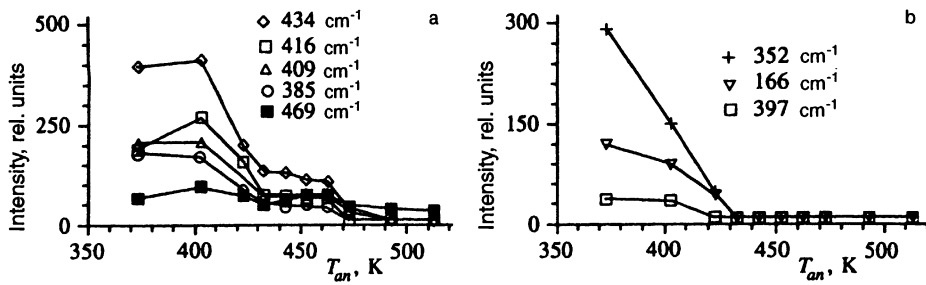 a
500
250
0
Intensity, rel. units
434 cm⁻¹
416 cm⁻¹
409 cm⁻¹
385 cm⁻¹
469 cm⁻¹
350 400 450 500
T_an, K
b
300
150
0
Intensity, rel. units
352 cm⁻¹
166 cm⁻¹
397 cm⁻¹
350 400 450 500
T_an, K